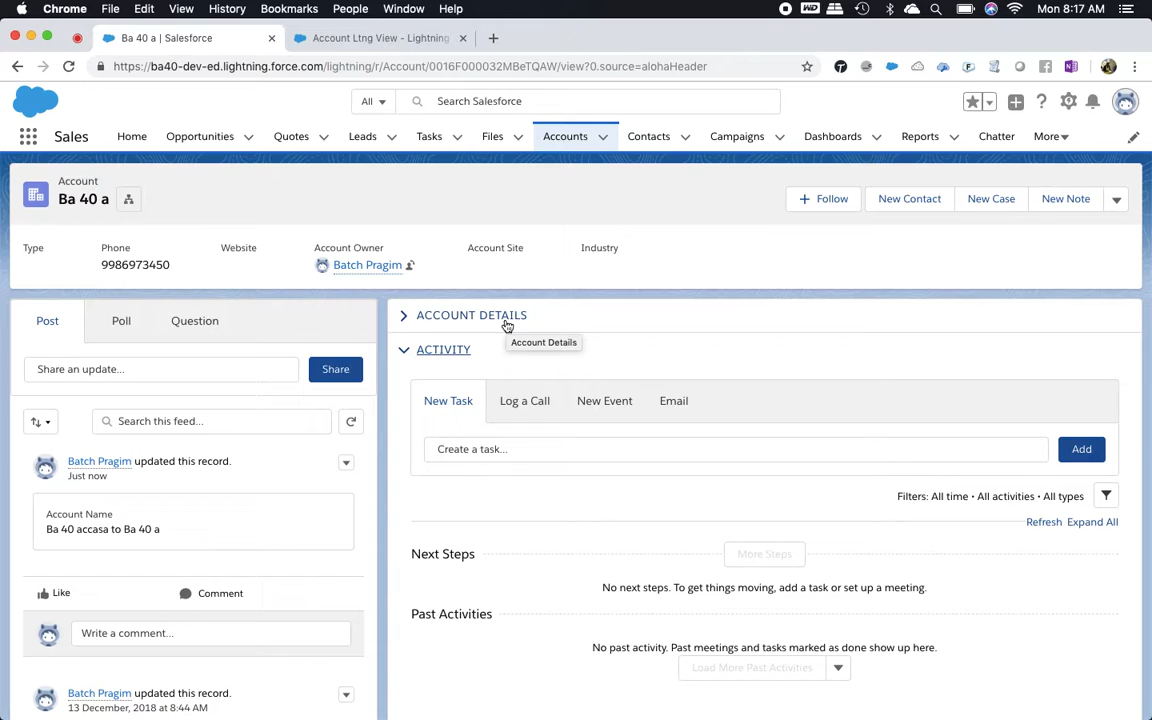 Chrome File Edit View History Bookmarks People Window Help Mon 8:17 AM
Ba 40 a | Salesforce Account Ltng View - Lightning
https://ba40-dev-ed.lightning.force.com/lightning/r/Account/0016F000032MBeTQAW/view?0.source=alohaHeader
All Search Salesforce
Sales Home Opportunities Quotes Leads Tasks Files Accounts Contacts Campaigns Dashboards Reports Chatter More
Account
Ba 40 a
+ Follow New Contact New Case New Note
Type Phone Website Account Owner Account Site Industry
9986973450 Batch Pragim
Post Poll Question
ACCOUNT DETAILS
Account Details
ACTIVITY
Share an update... Share
New Task Log a Call New Event Email
Search this feed...
Create a task... Add
Batch Pragim updated this record.
Just now
Filters: All time • All activities • All types
Refresh Expand All
Account Name
Ba 40 accasa to Ba 40 a
Next Steps More Steps
No next steps. To get things moving, add a task or set up a meeting.
Like Comment
Past Activities
Write a comment...
No past activity. Past meetings and tasks marked as done show up here.
Load More Past Activities
Batch Pragim updated this record.
13 December, 2018 at 8:44 AM